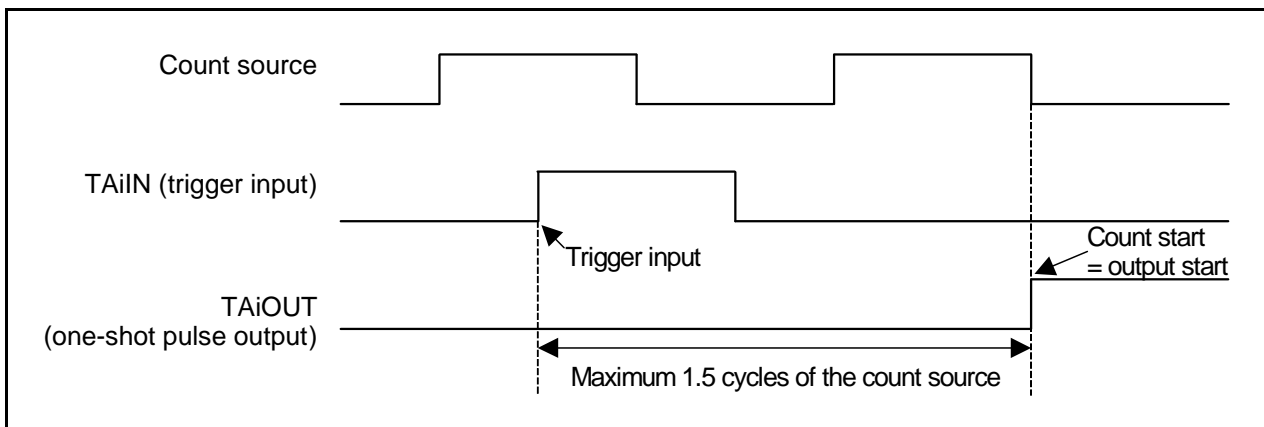 Count source
TAiIN (trigger input)
Trigger input
Count start
= output start
TAiOUT
(one-shot pulse output)
Maximum 1.5 cycles of the count source